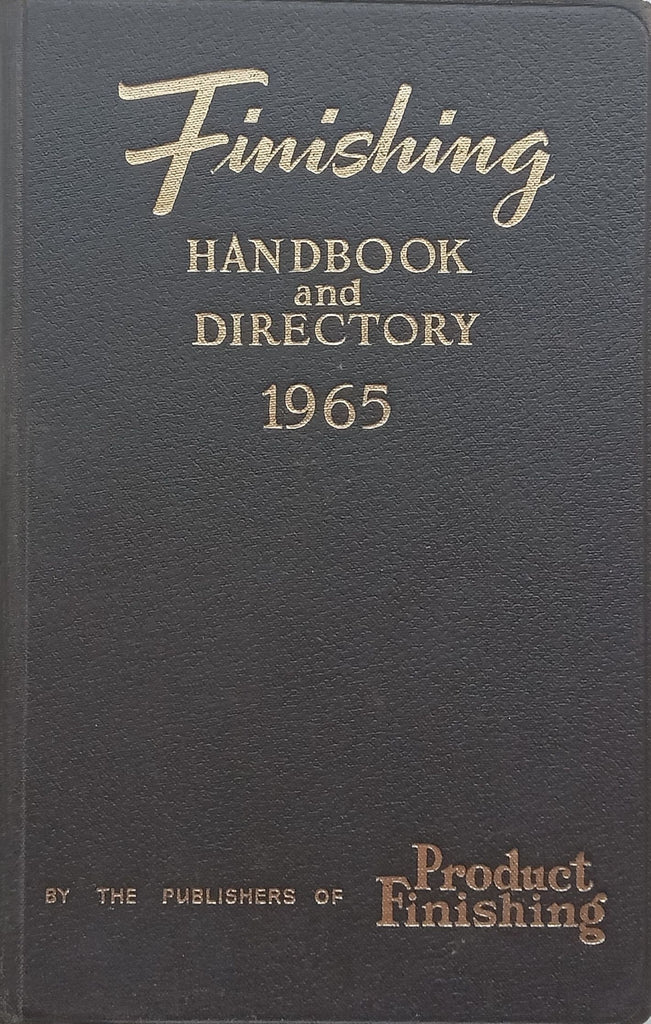 Finishing
HANDBOOK
and
DIRECTORY
1965
BY THE PUBLISHERS OF
Product
Finishing